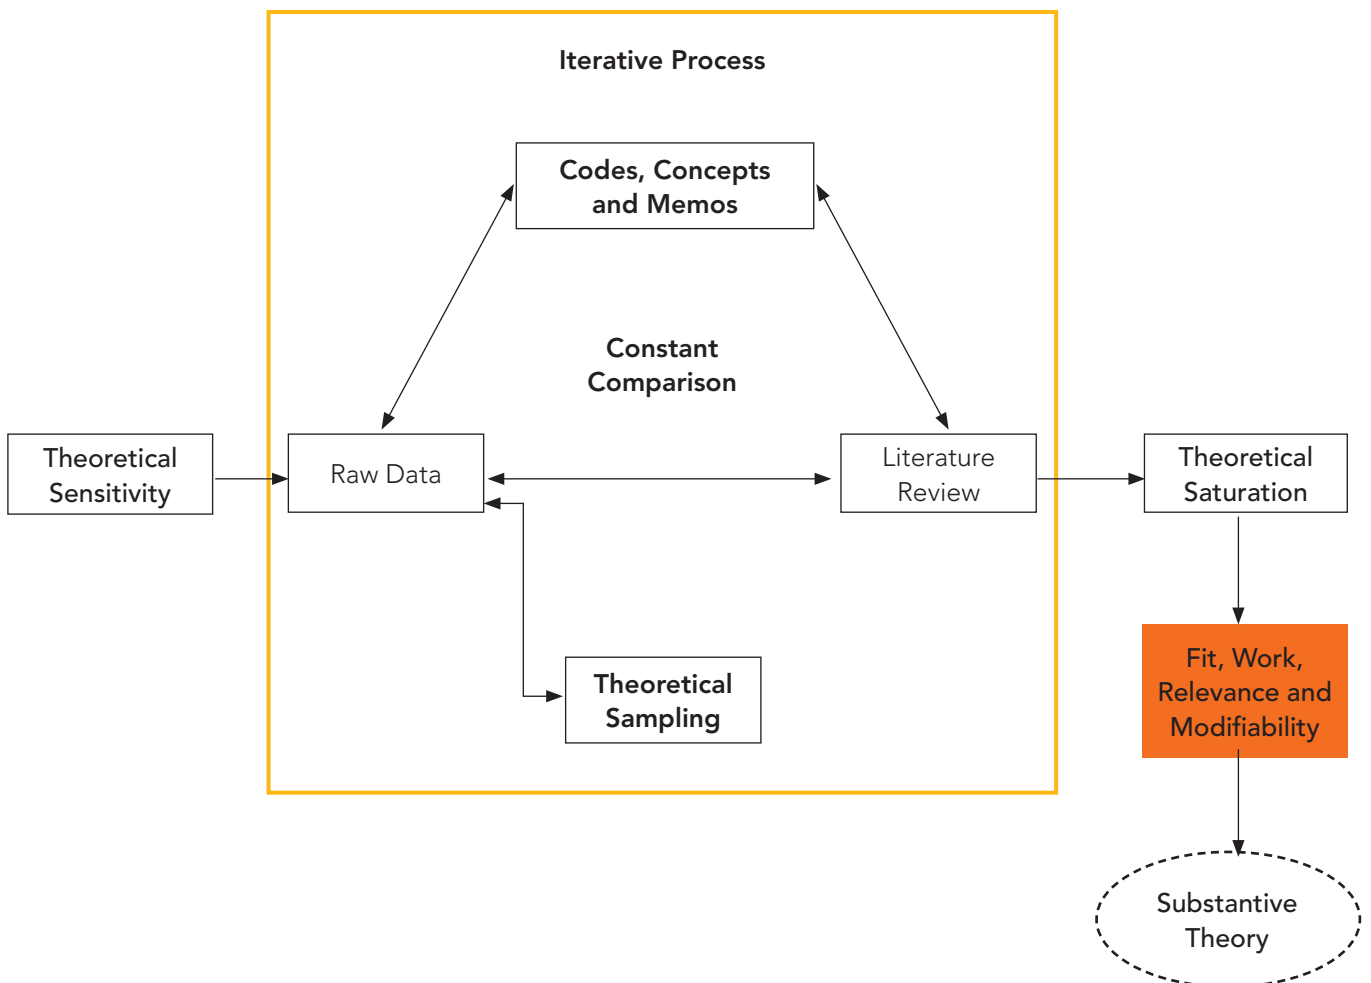 Iterative Process
Codes, Concepts
and Memos
Constant
Comparison
Theoretical
Sensitivity
Raw Data
Literature
Review
Theoretical
Saturation
Fit, Work,
Relevance and
Modifiability
Theoretical
Sampling
Substantive
Theory